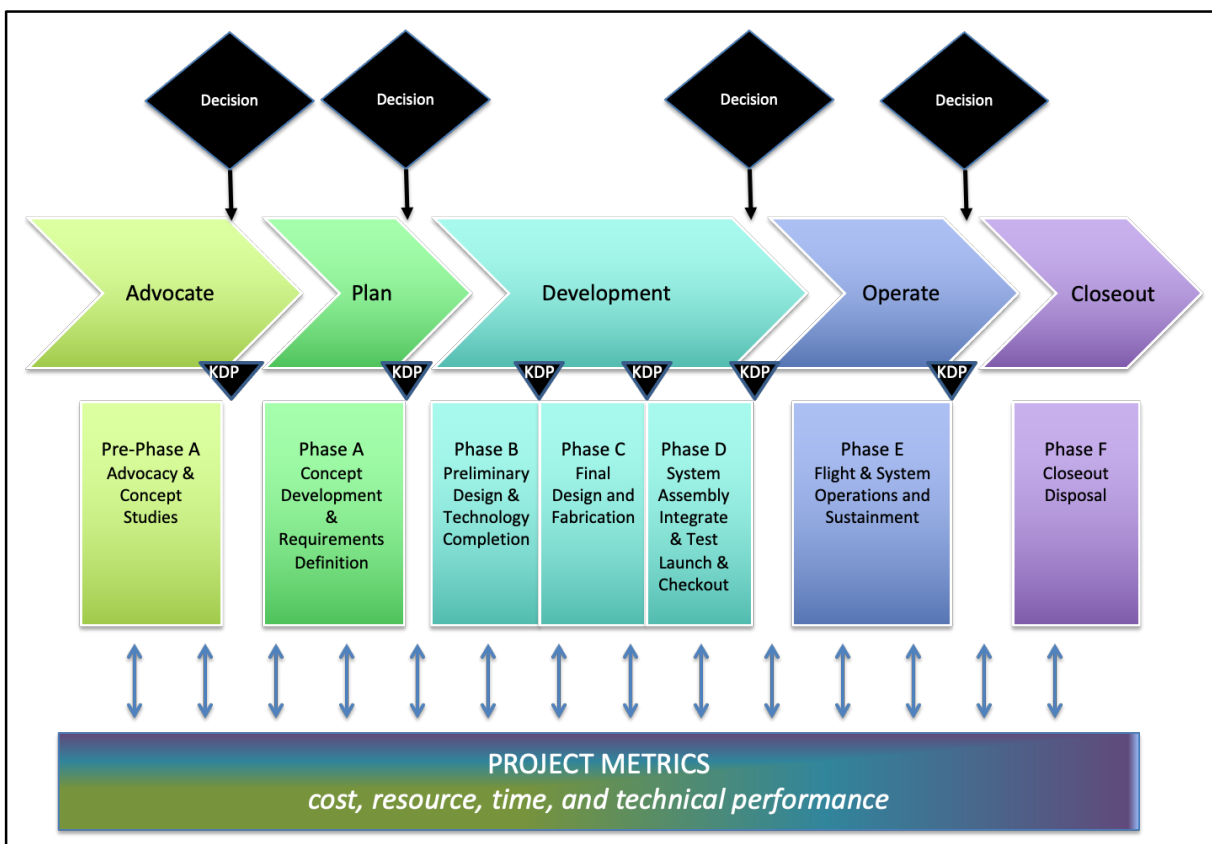 Decision
Decision
Decision
Decision
Advocate
Plan
Development
Operate
Closeout
KDP
KDP
KDP
KDP
KDP
KDP
Pre-Phase A
Advocacy &
Concept
Studies
Phase A
Concept
Development
&
Requirements
Definition
Phase B
Preliminary
Design &
Technology
Completion
Phase C
Final
Design and
Fabrication
Phase D
System
Assembly
Integrate
& Test
Launch &
Checkout
Phase E
Flight & System
Operations and
Sustainment
Phase F
Closeout
Disposal
PROJECT METRICS
cost, resource, time, and technical performance